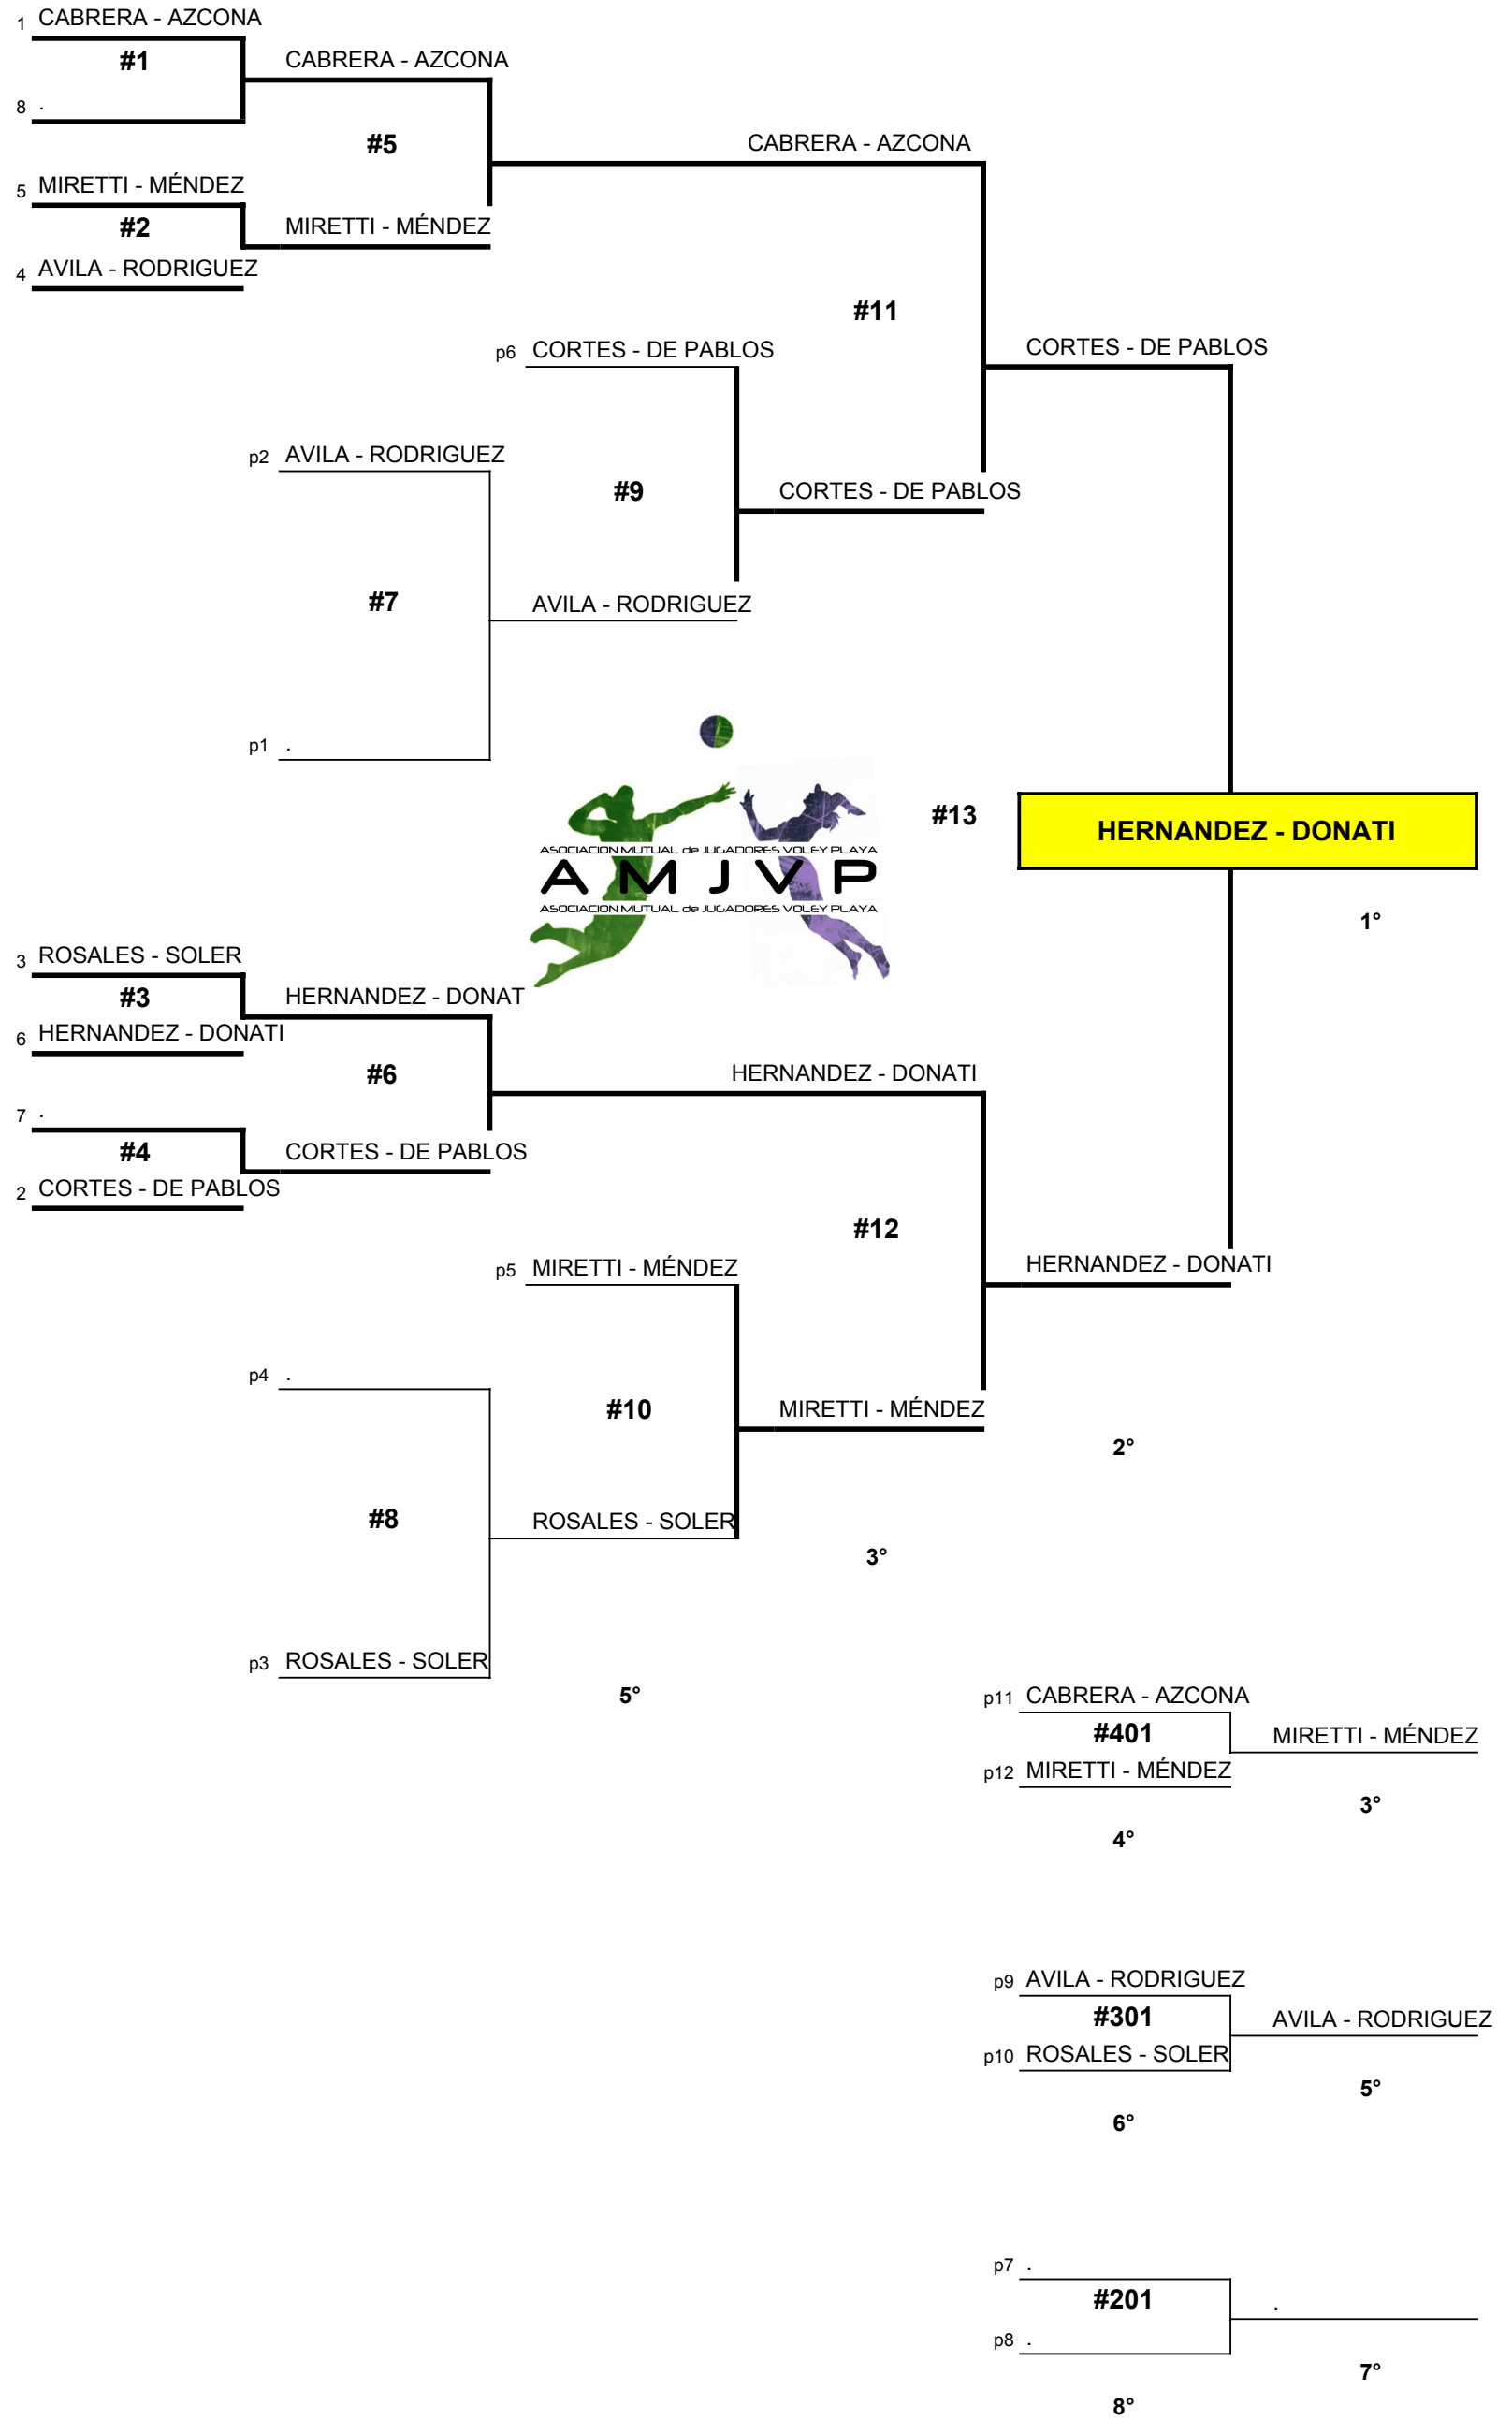 1 CABRERA - AZCONA
#1
CABRERA - AZCONA
8 .
#5
CABRERA - AZCONA
5 MIRETTI - MÉNDEZ
#2
MIRETTI - MÉNDEZ
4 AVILA - RODRIGUEZ
#11
p6 CORTES - DE PABLOS
CORTES - DE PABLOS
p2 AVILA - RODRIGUEZ
#9
CORTES - DE PABLOS
#7
AVILA - RODRIGUEZ
p1 .
#13
HERNANDEZ - DONATI
ASOCIACION MUTUAL de JUGADORES VOLEY PLAYA
AMJVP
ASOCIACION MUTUAL de JUGADORES VOLEY PLAYA
1°
3 ROSALES - SOLER
#3
HERNANDEZ - DONAT
6 HERNANDEZ - DONATI
#6
HERNANDEZ - DONATI
7 .
#4
CORTES - DE PABLOS
2 CORTES - DE PABLOS
#12
p5 MIRETTI - MÉNDEZ
HERNANDEZ - DONATI
p4 .
#10
MIRETTI - MÉNDEZ
2°
#8
ROSALES - SOLER
3°
p3 ROSALES - SOLER
5°
p11 CABRERA - AZCONA
#401
MIRETTI - MÉNDEZ
p12 MIRETTI - MÉNDEZ
3°
4°
p9 AVILA - RODRIGUEZ
#301
AVILA - RODRIGUEZ
p10 ROSALES - SOLER
5°
6°
p7 .
#201
.
p8 .
7°
8°